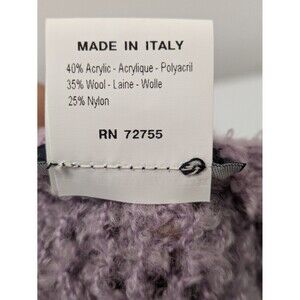 MADE IN ITALY
40% Acrylic - Acrylique - Polyacril
35% Wool - Laine - Wolle
25% Nylon
RN 72755